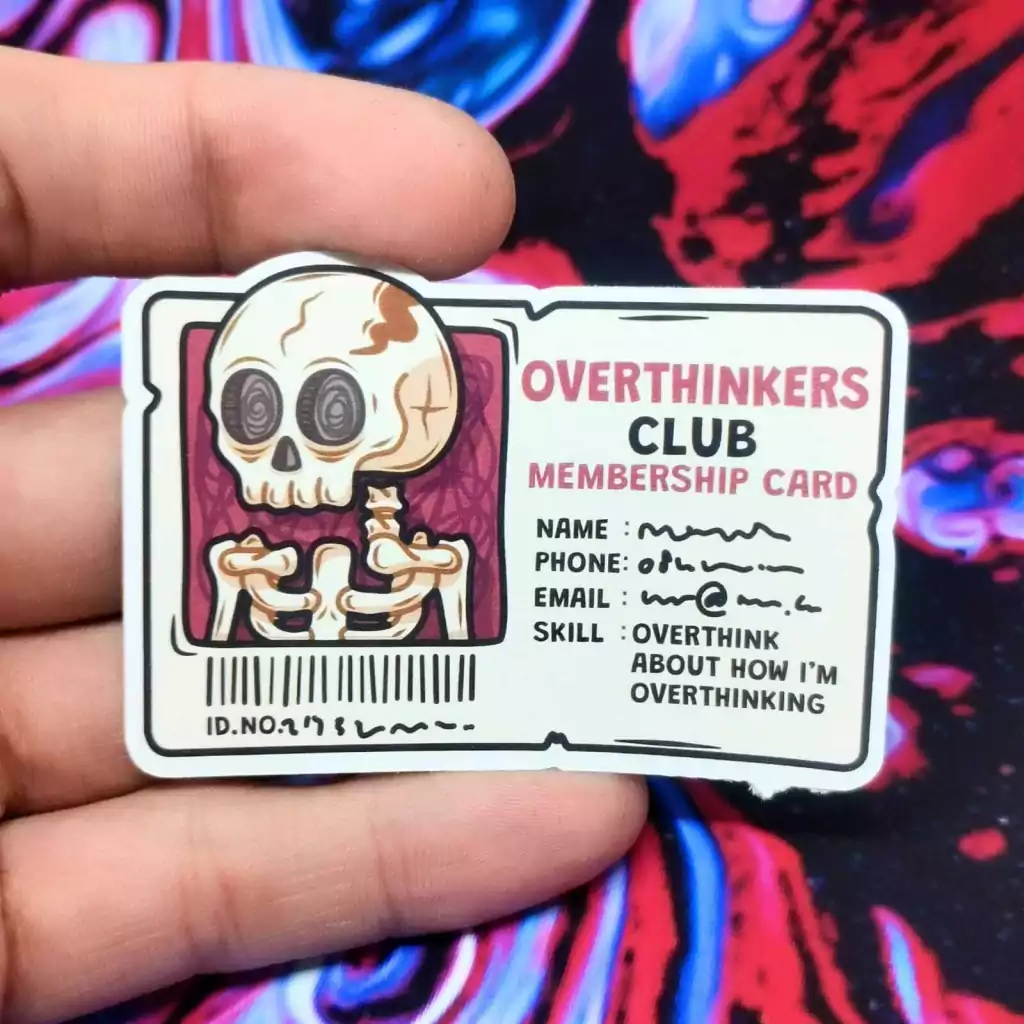 OVERTHINKERS
CLUB
MEMBERSHIP CARD
NAME :
PHONE:
EMAIL : @
SKILL : OVERTHINK
ABOUT HOW I'M
OVERTHINKING
ID.NO.